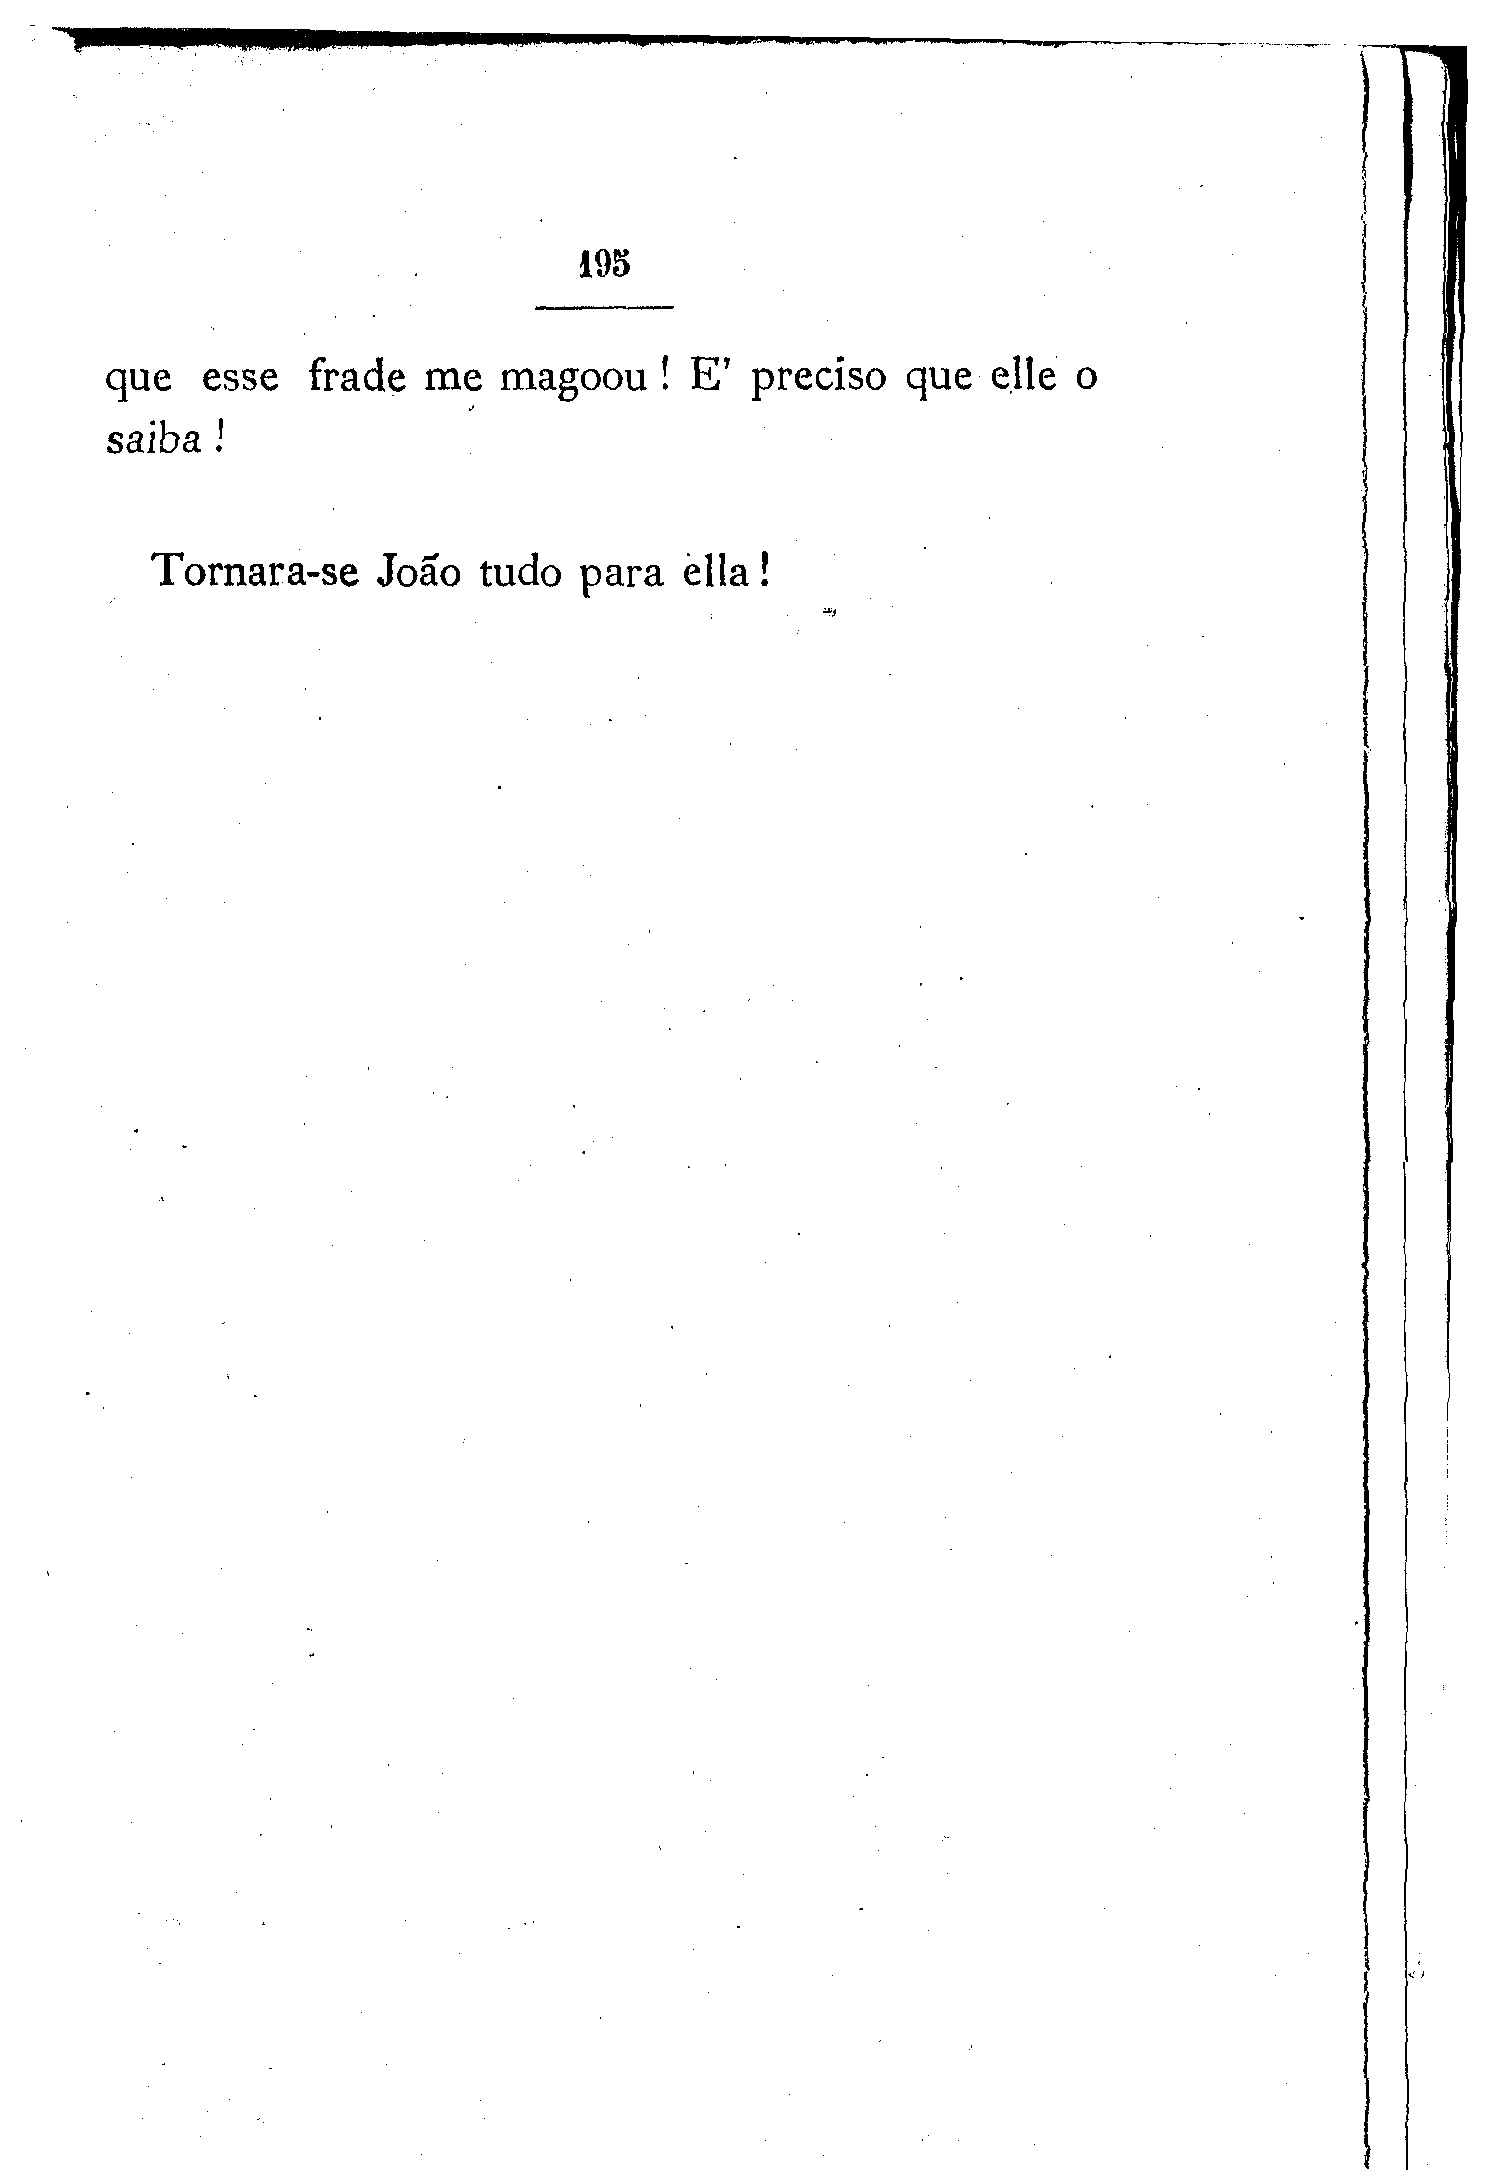 195
que esse frade me magoou ! E' preciso que elle o
saiba !
Tornara-se João tudo para ella !